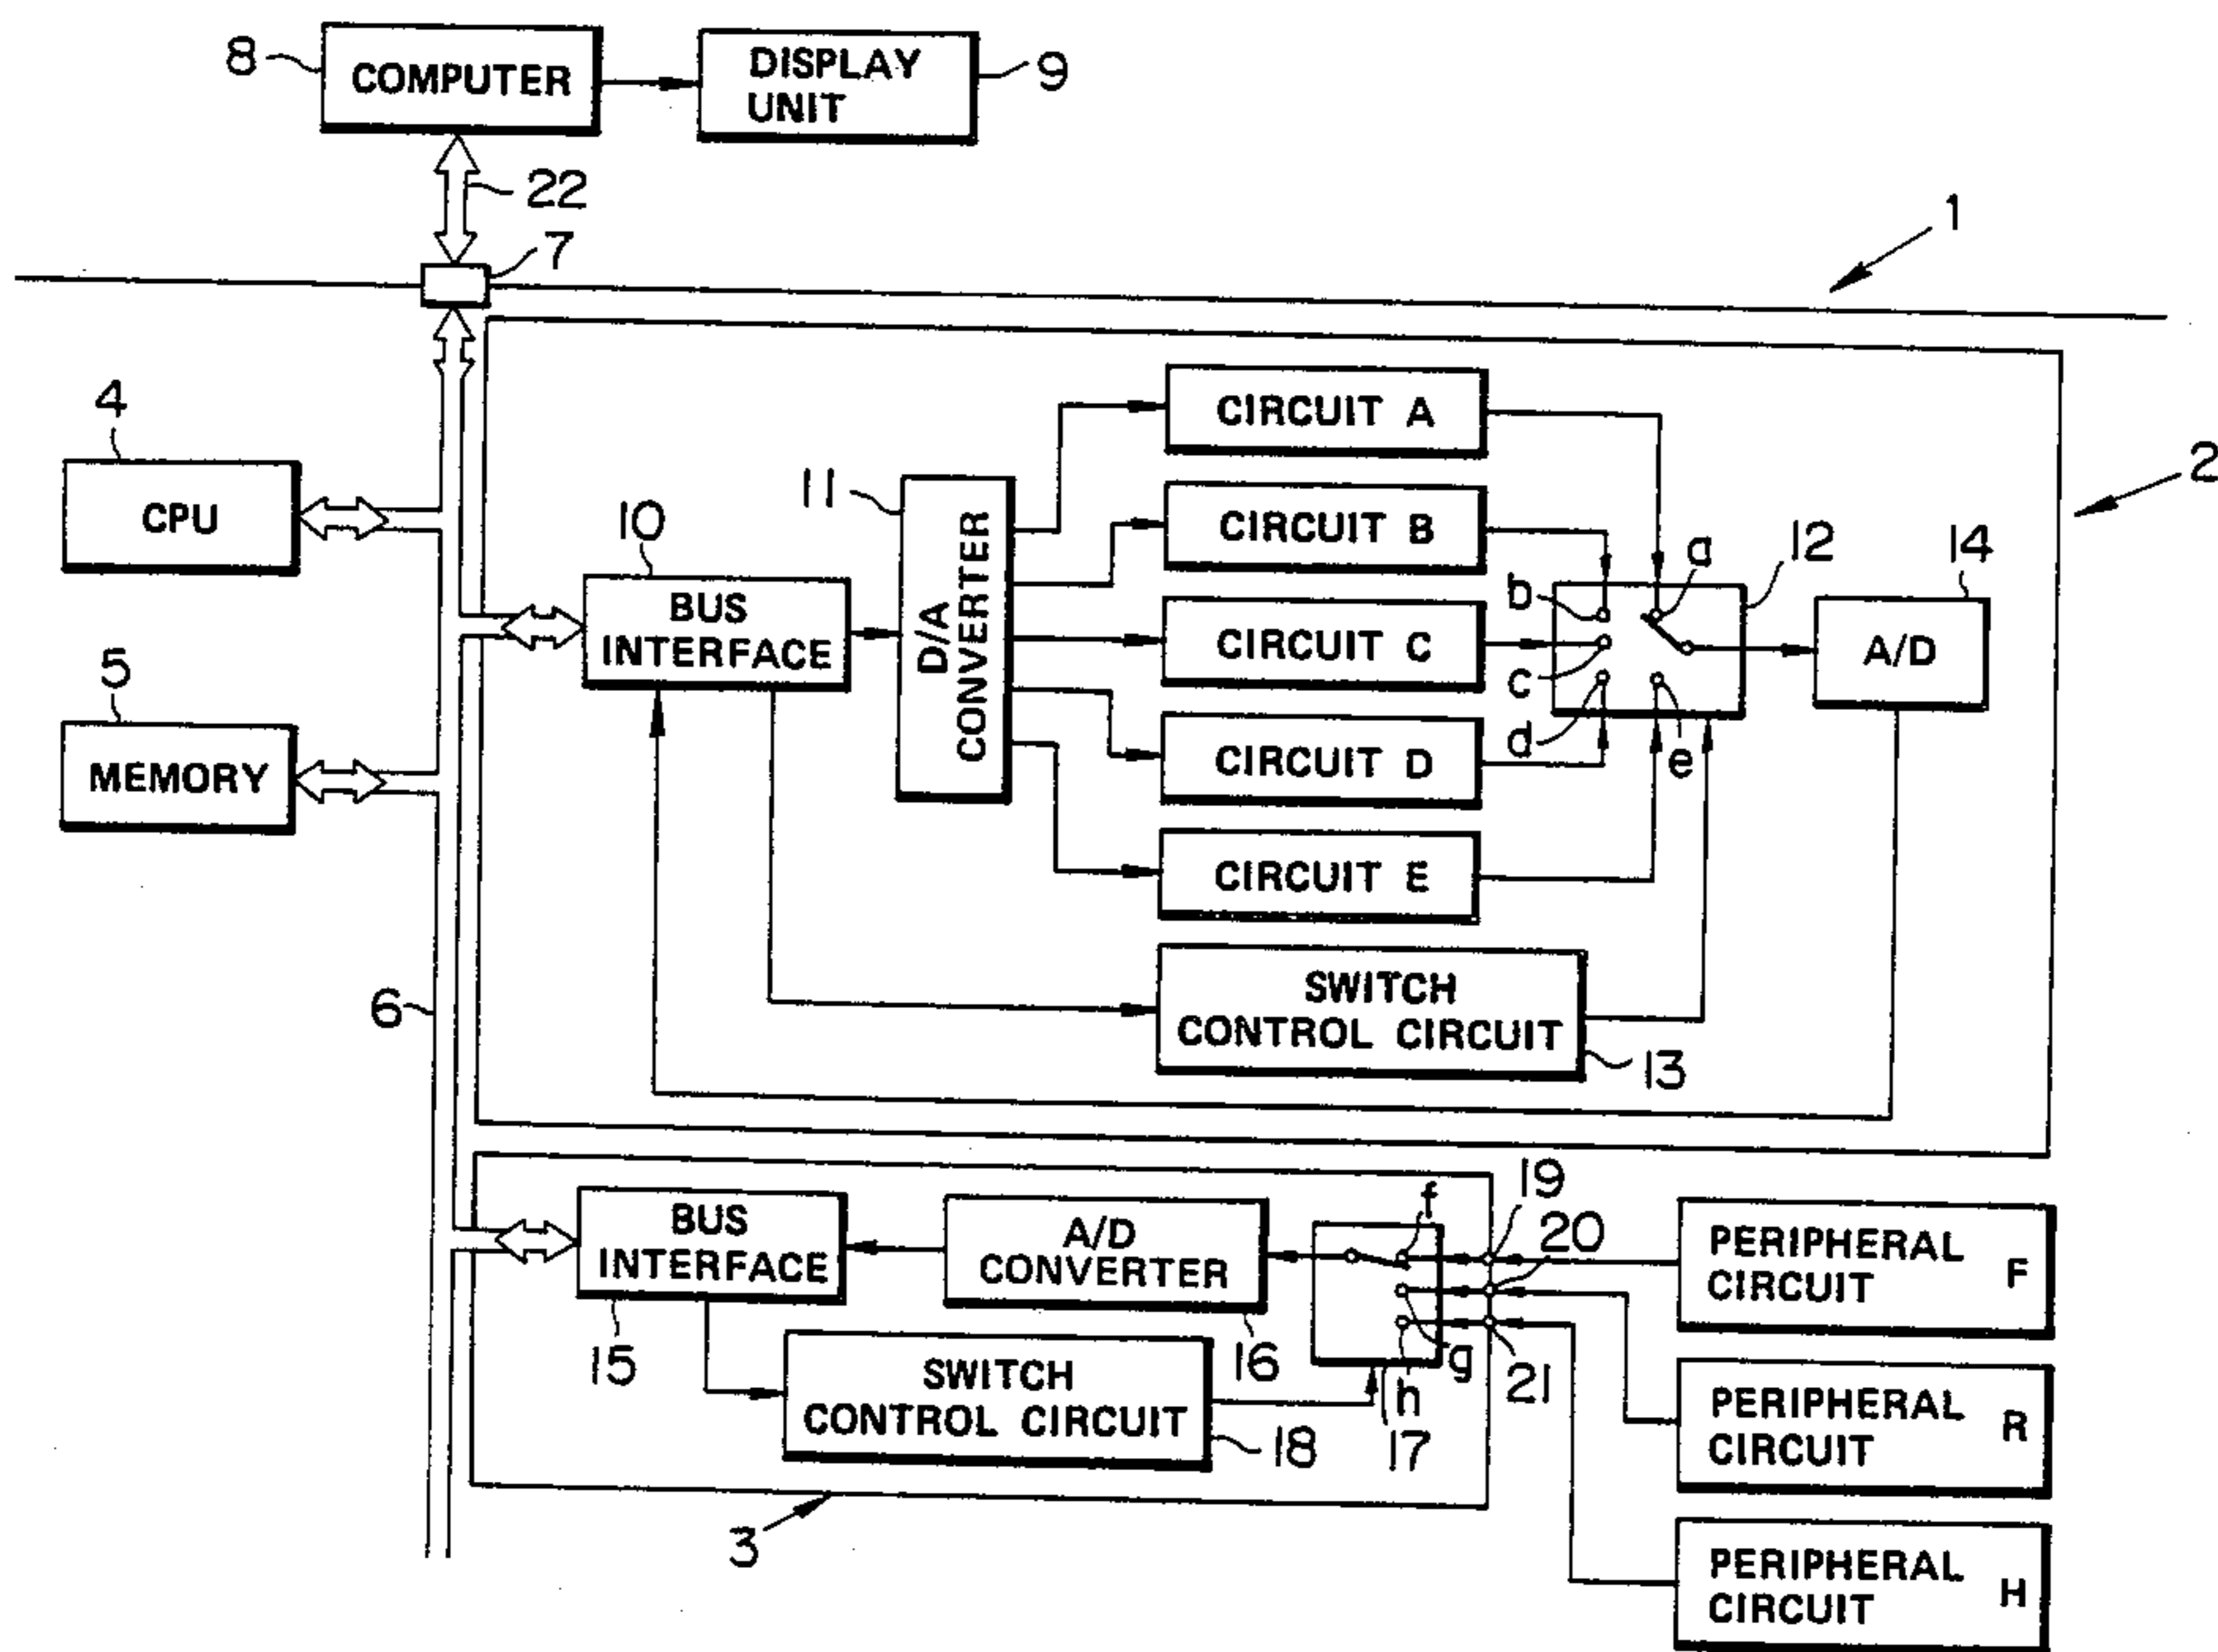 8
COMPUTER
DISPLAY
UNIT
9
22
7
1
4
CPU
5
MEMORY
6
2
10
BUS
INTERFACE
11
D/A
CONVERTER
CIRCUIT A
CIRCUIT B
CIRCUIT C
CIRCUIT D
CIRCUIT E
a
b
c
d
e
12
14
A/D
SWITCH
CONTROL CIRCUIT
13
BUS
INTERFACE
15
A/D
CONVERTER
16
SWITCH
CONTROL CIRCUIT
18
f
g
h
17
19
20
21
3
PERIPHERAL
CIRCUIT F
PERIPHERAL
CIRCUIT R
PERIPHERAL
CIRCUIT H